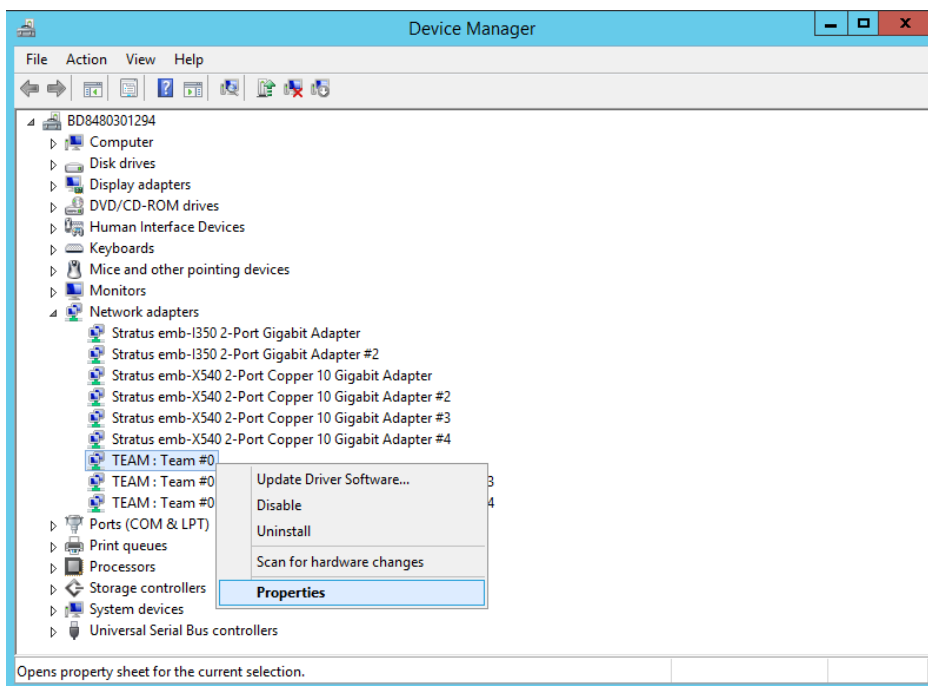 Device Manager
File Action View Help
BD8480301294
Computer
Disk drives
Display adapters
DVD/CD-ROM drives
Human Interface Devices
Keyboards
Mice and other pointing devices
Monitors
Network adapters
Stratus emb-I350 2-Port Gigabit Adapter
Stratus emb-I350 2-Port Gigabit Adapter #2
Stratus emb-X540 2-Port Copper 10 Gigabit Adapter
Stratus emb-X540 2-Port Copper 10 Gigabit Adapter #2
Stratus emb-X540 2-Port Copper 10 Gigabit Adapter #3
Stratus emb-X540 2-Port Copper 10 Gigabit Adapter #4
TEAM : Team #0
TEAM : Team #0 3
TEAM : Team #0 4
Ports (COM & LPT)
Print queues
Processors
Storage controllers
System devices
Universal Serial Bus controllers
Update Driver Software...
Disable
Uninstall
Scan for hardware changes
Properties
Opens property sheet for the current selection.